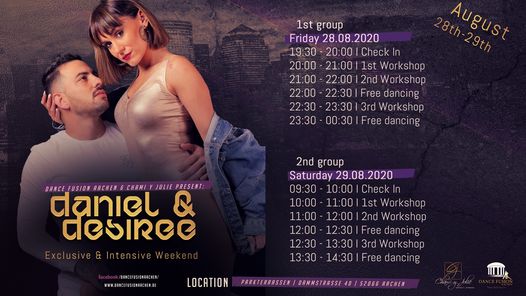 August
28th-29th
1st group
Friday 28.08.2020
19:30 - 20:00 | Check In
20:00 - 21:00 | 1st Workshop
21:00 - 22:00 | 2nd Workshop
22:00 - 22:30 | Free dancing
22:30 - 23:30 | 3rd Workshop
23:30 - 00:30 | Free dancing
2nd group
Saturday 29.08.2020
09:30 - 10:00 | Check In
10:00 - 11:00 | 1st Workshop
11:00 - 12:00 | 2nd Workshop
12:00 - 12:30 | Free dancing
12:30 - 13:30 | 3rd Workshop
13:30 - 14:30 | Free dancing
DANCE FUSION AACHEN & CHAMI Y JULIE PRESENT:
daniel &
desiree
Exclusive & Intensive Weekend
facebook/DANCEFUSIONAACHEN/
WWW.DANCEFUSIONAACHEN.DE
LOCATION
PARKTERRASSEN | DAMMSTRASSE 40 | 52066 AACHEN
Chami y Julie
DANCE FUSION